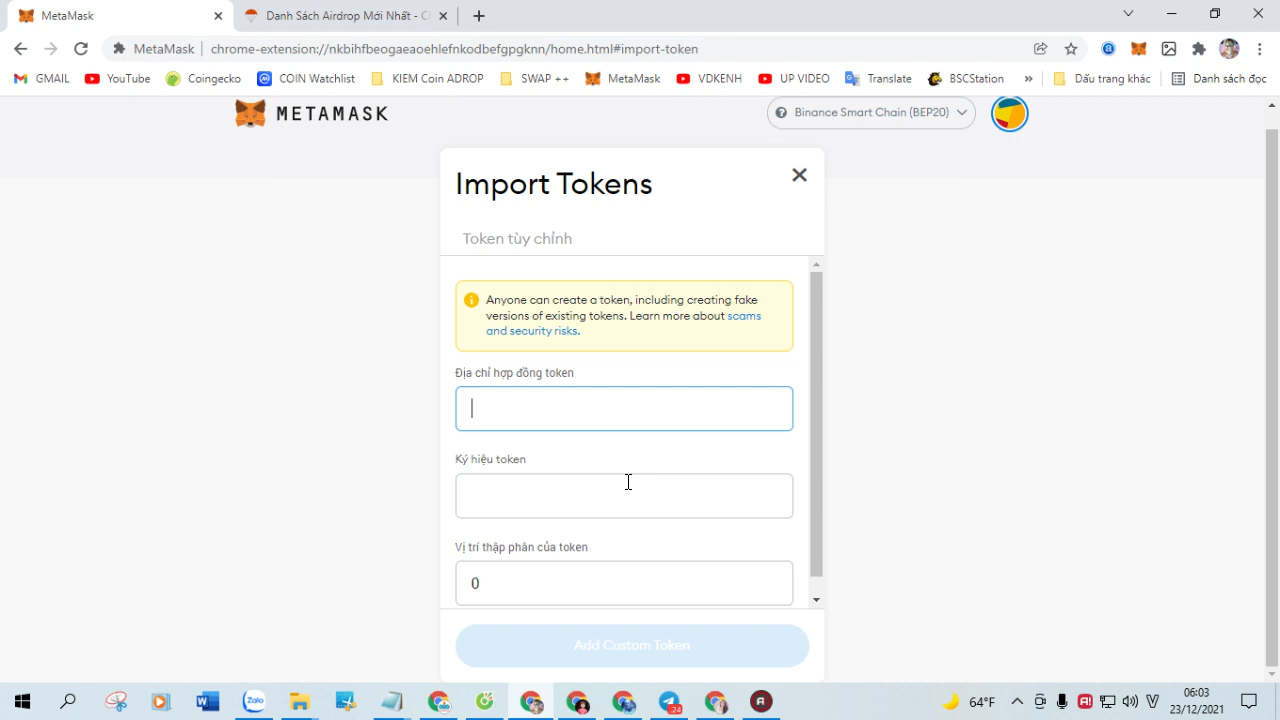 MetaMask
Danh Sách Airdrop Mới Nhất - C
MetaMask
chrome-extension://nkbihfbeogaeaoehlefnkodbefgpgknn/home.html#import-token
GMAIL
YouTube
Coingecko
COIN Watchlist
KIEM Coin ADROP
SWAP ++
MetaMask
VDKENH
UP VIDEO
Translate
BSCStation
»
Dấu trang khác
Danh sách đọc
METAMASK
Binance Smart Chain (BEP20)
Import Tokens
Token tùy chỉnh
Anyone can create a token, including creating fake
versions of existing tokens. Learn more about scams
and security risks.
Địa chỉ hợp đồng token
Ký hiệu token
Vị trí thập phân của token
0
Add Custom Token
Zalo
24
64°F
06:03
23/12/2021